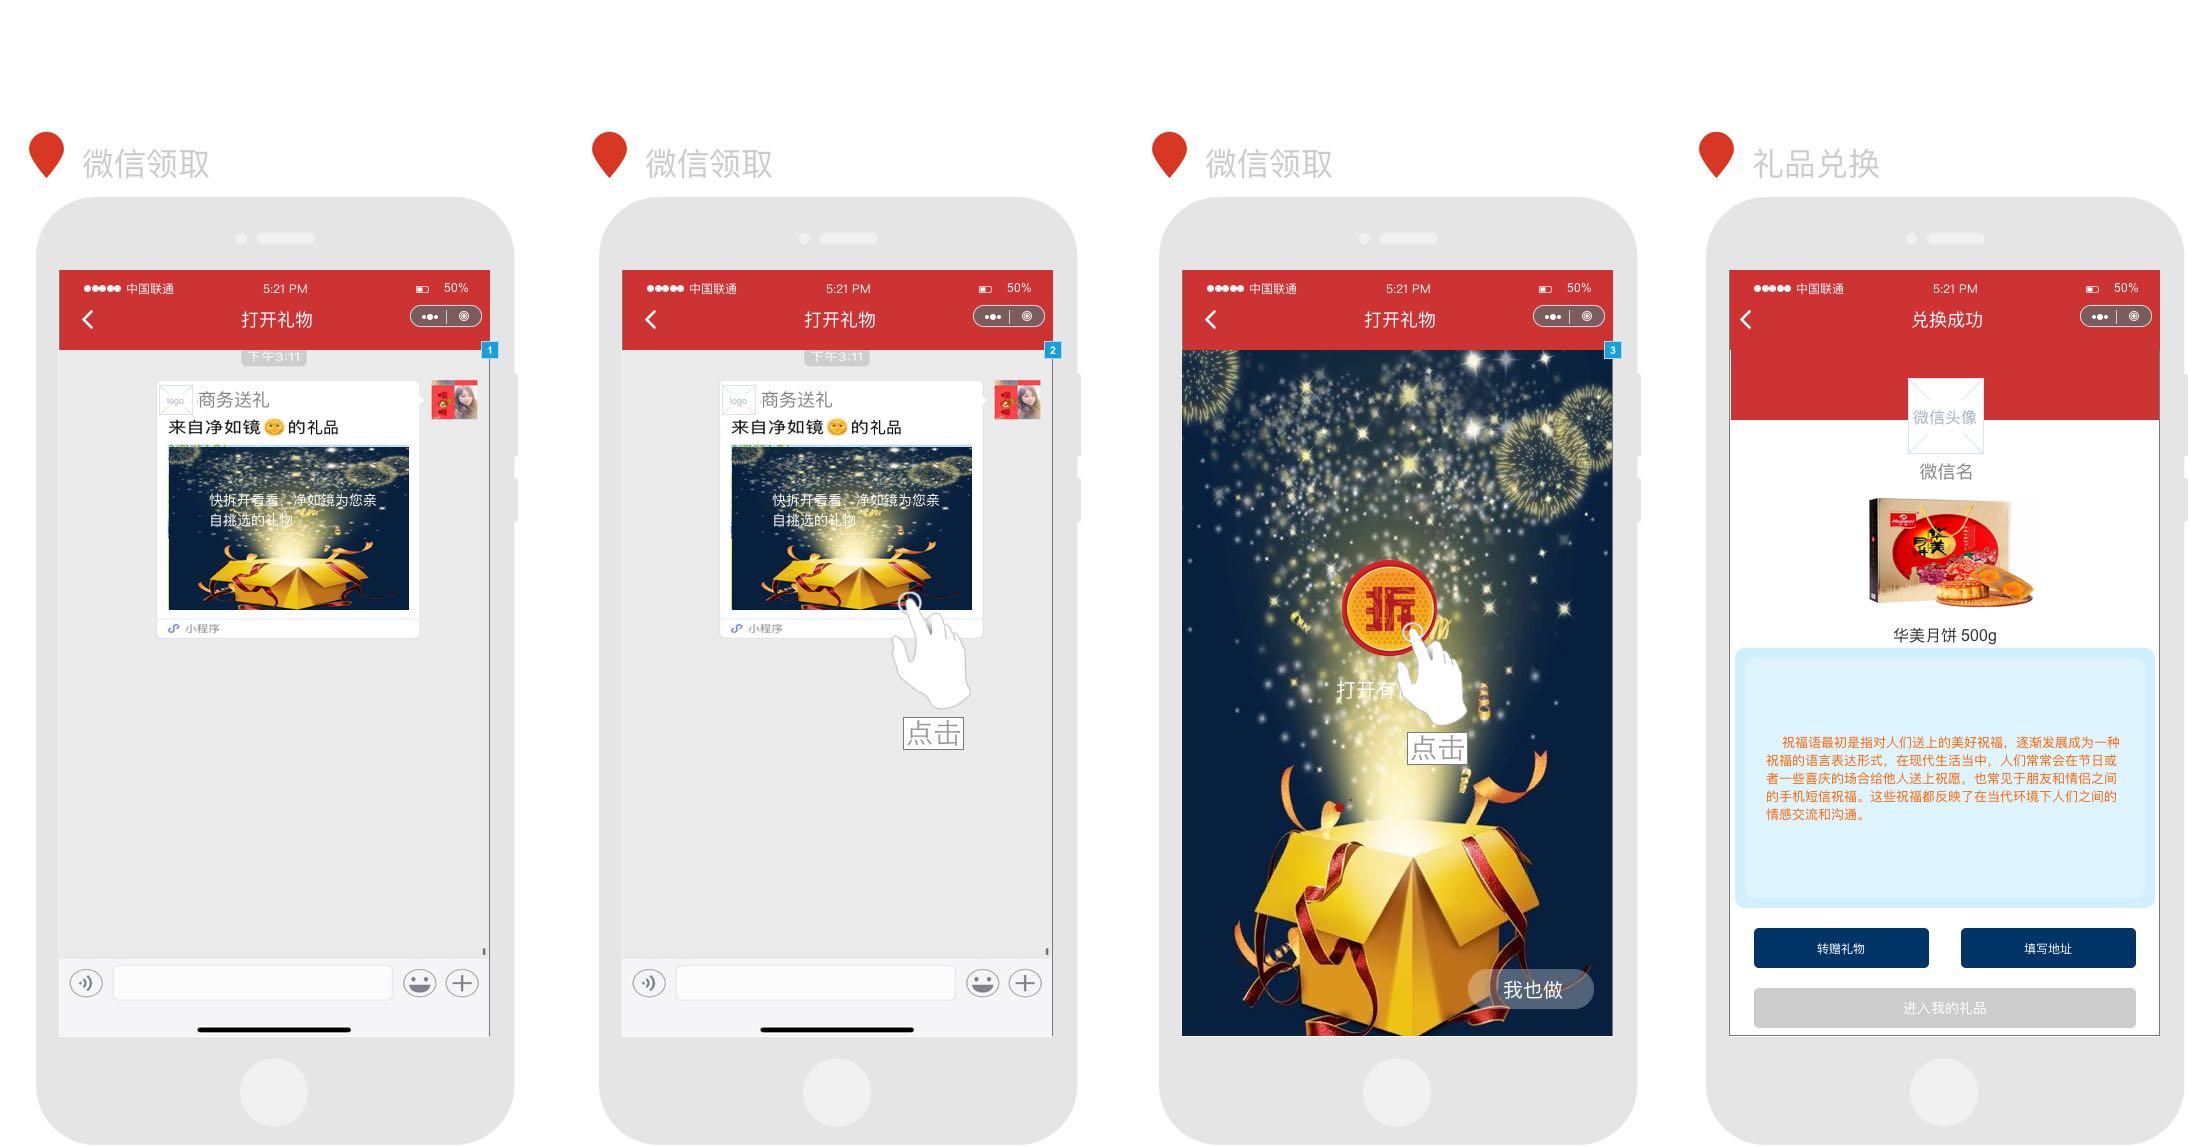 微信领取
中国联通 5:21 PM 50%
打开礼物
1
下午3:11
logo 商务送礼
来自净如镜🌞的礼品
快拆开看看,净如镜为您亲
自挑选的礼物
小程序
微信领取
中国联通 5:21 PM 50%
打开礼物
2
下午3:11
logo 商务送礼
来自净如镜🌞的礼品
快拆开看看,净如镜为您亲
自挑选的礼物
小程序
点击
微信领取
中国联通 5:21 PM 50%
打开礼物
3
拆
打开有
点击
我也做
礼品兑换
中国联通 5:21 PM 50%
兑换成功
微信头像
微信名
华美
华美月饼 500g
祝福语最初是指对人们送上的美好祝福，逐渐发展成为一种
祝福的语言表达形式，在现代生活当中，人们常常会在节日或
者一些喜庆的场合给他人送上祝愿，也常见于朋友和情侣之间
的手机短信祝福。这些祝福都反映了在当代环境下人们之间的
情感交流和沟通。
转赠礼物
填写地址
进入我的礼品